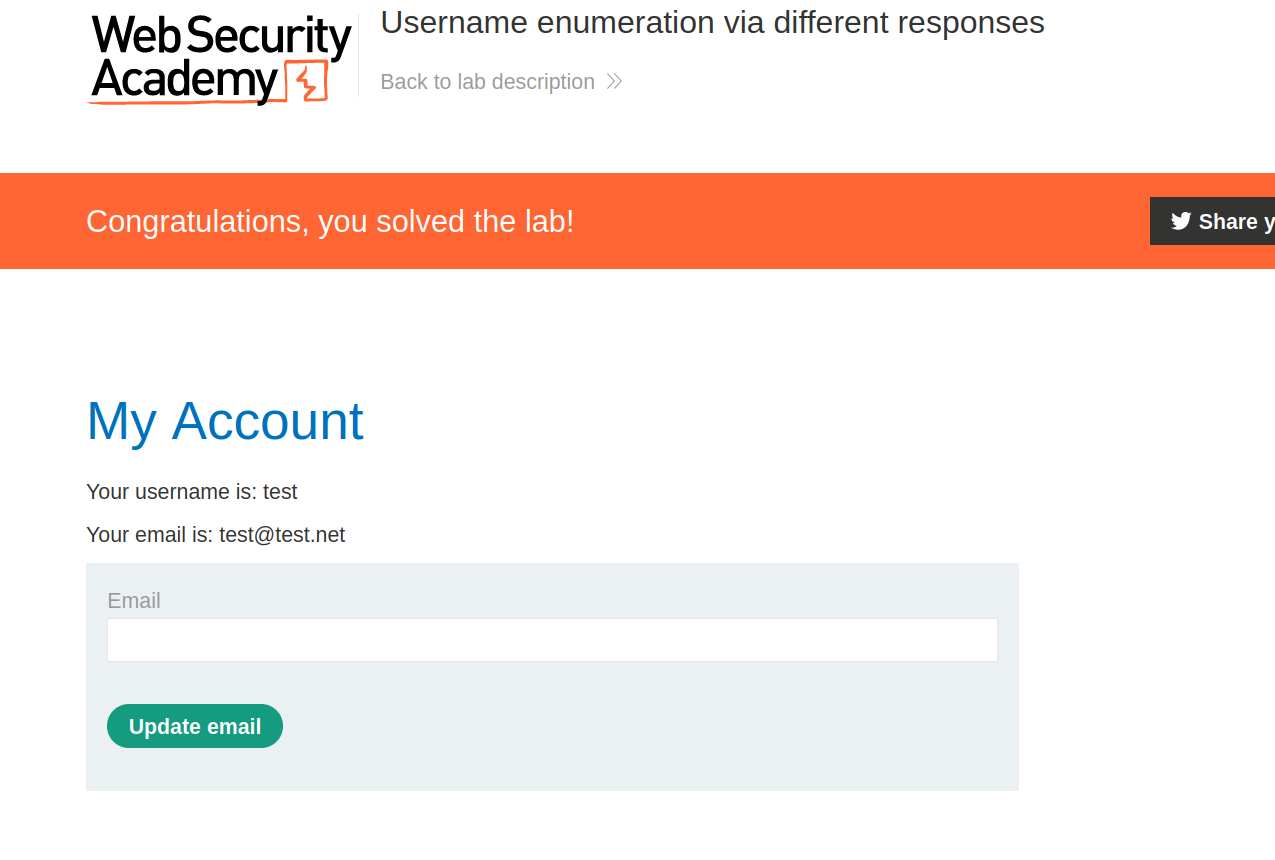 Web Security
Academy
Username enumeration via different responses
Back to lab description
Congratulations, you solved the lab!
Share y
My Account
Your username is: test
Your email is: test@test.net
Email
Update email